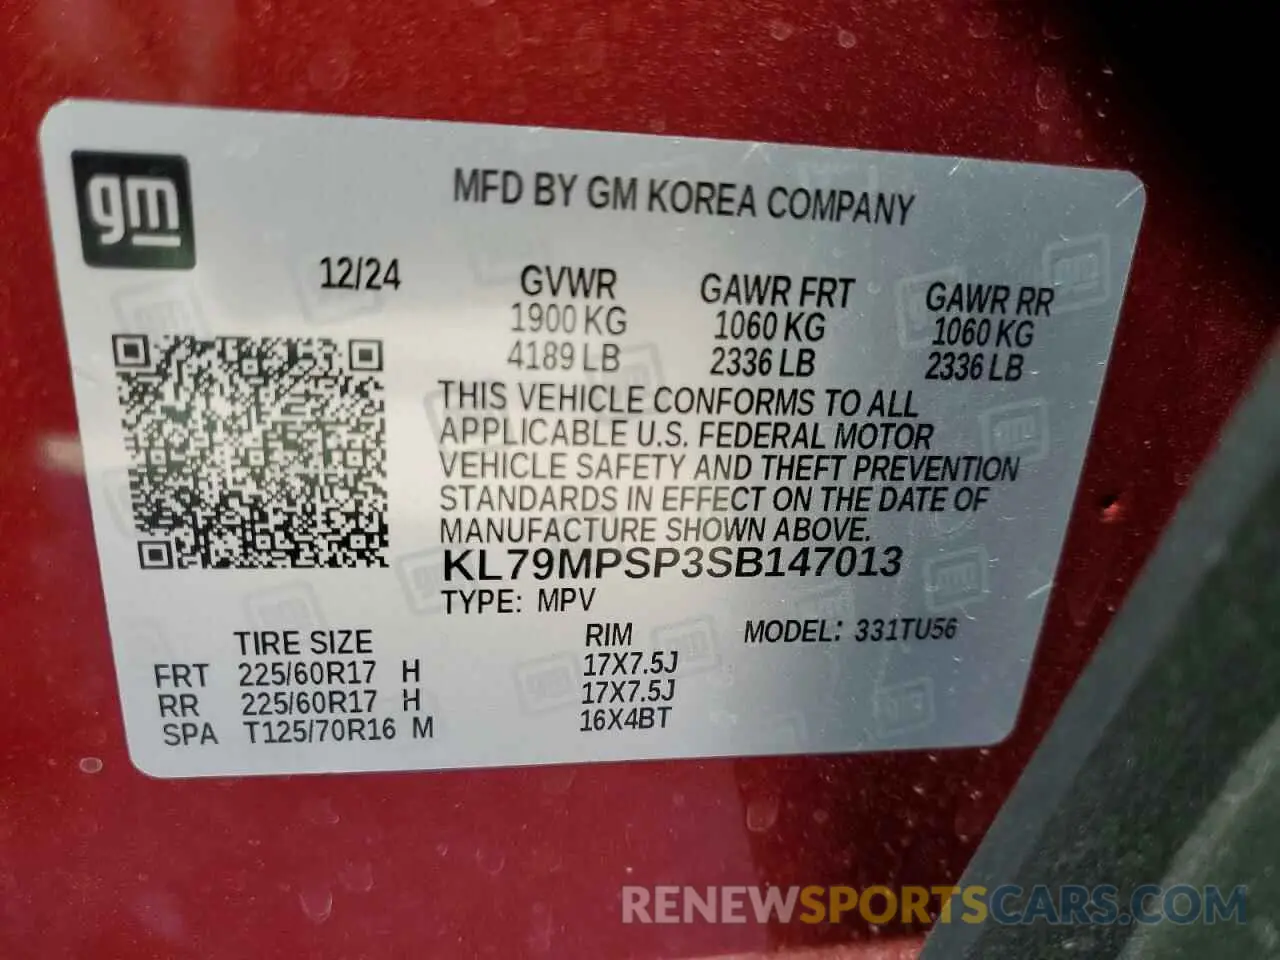 gm
MFD BY GM KOREA COMPANY
12/24
GVWR GAWR FRT GAWR RR
1900 KG 1060 KG 1060 KG
4189 LB 2336 LB 2336 LB
THIS VEHICLE CONFORMS TO ALL
APPLICABLE U.S. FEDERAL MOTOR
VEHICLE SAFETY AND THEFT PREVENTION
STANDARDS IN EFFECT ON THE DATE OF
MANUFACTURE SHOWN ABOVE.
KL79MPSP3SB147013
TYPE: MPV
TIRE SIZE RIM MODEL: 331TU56
FRT 225/60R17 H 17X7.5J
RR 225/60R17 H 17X7.5J
SPA T125/70R16 M 16X4BT
RENEWSPORTSCARS.COM